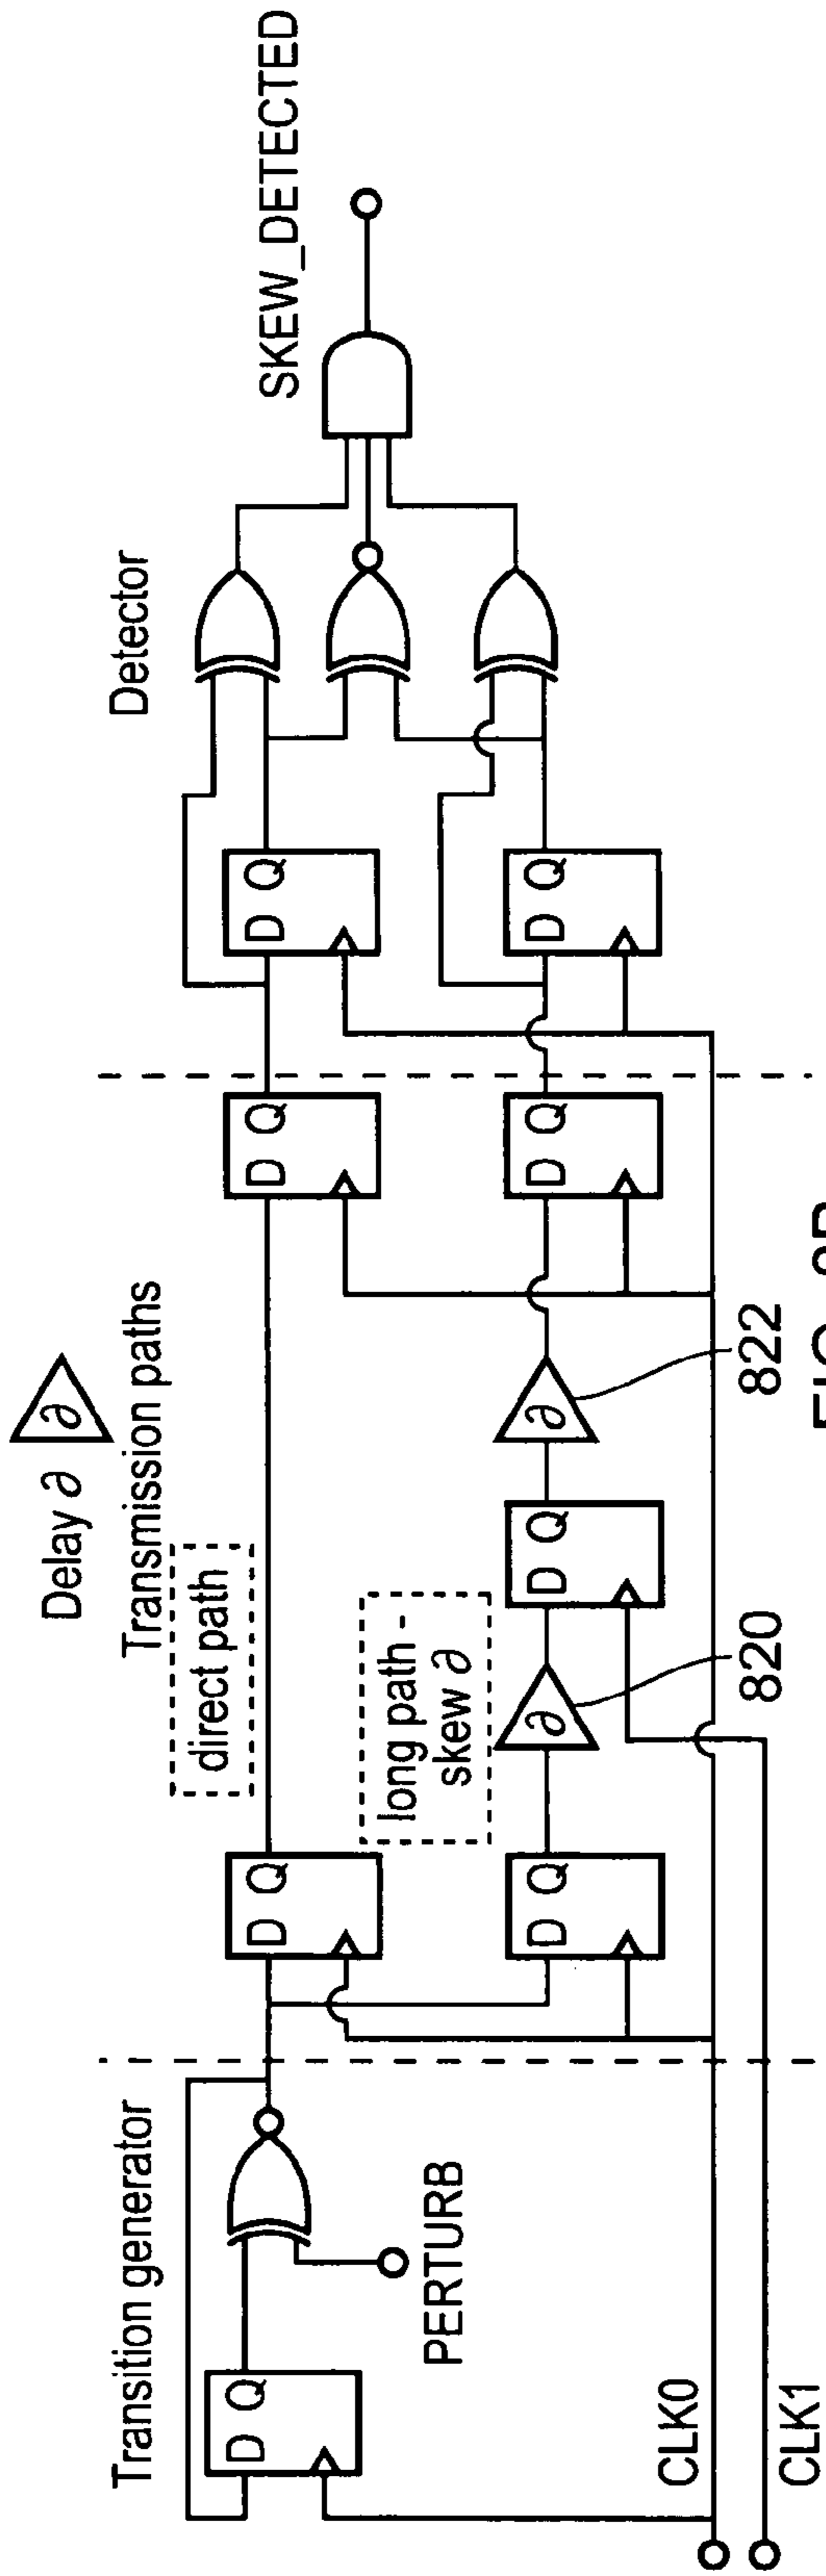 Delay ∂ ∂
Transmission paths
Transition generator
direct path
Detector
SKEW_DETECTED
D Q
D Q
D Q
D Q
PERTURB
long path -
skew ∂
D Q
∂
D Q
∂
D Q
D Q
820
822
CLK0
CLK1